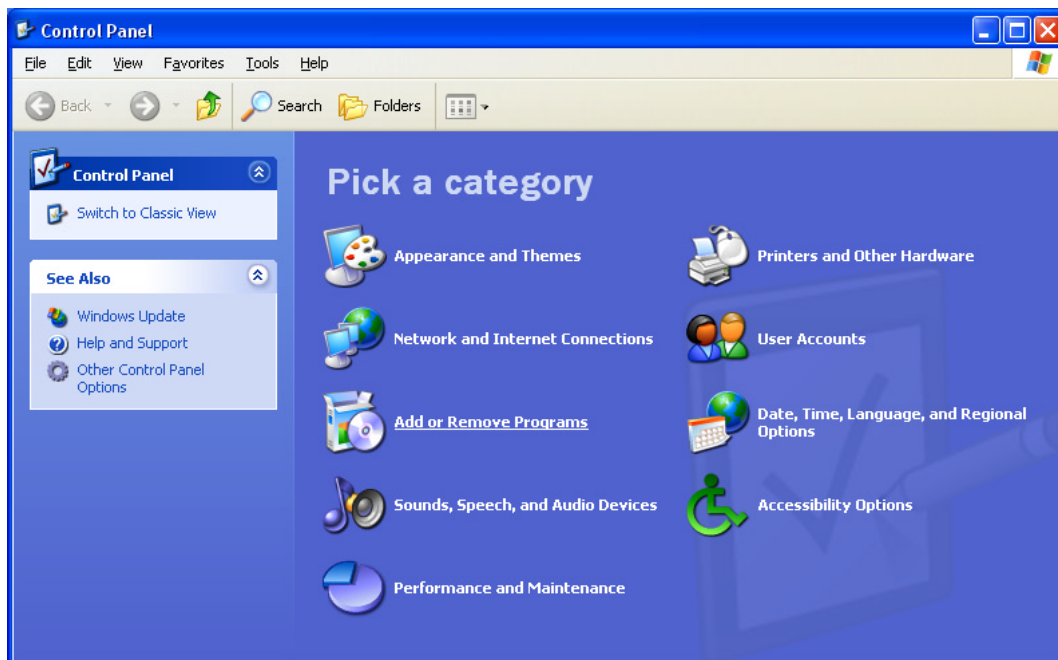 Control Panel
File Edit View Favorites Tools Help
Back Search Folders
Control Panel
Switch to Classic View
See Also
Windows Update
Help and Support
Other Control Panel
Options
Pick a category
Appearance and Themes
Printers and Other Hardware
Network and Internet Connections
User Accounts
Add or Remove Programs
Date, Time, Language, and Regional
Options
Sounds, Speech, and Audio Devices
Accessibility Options
Performance and Maintenance